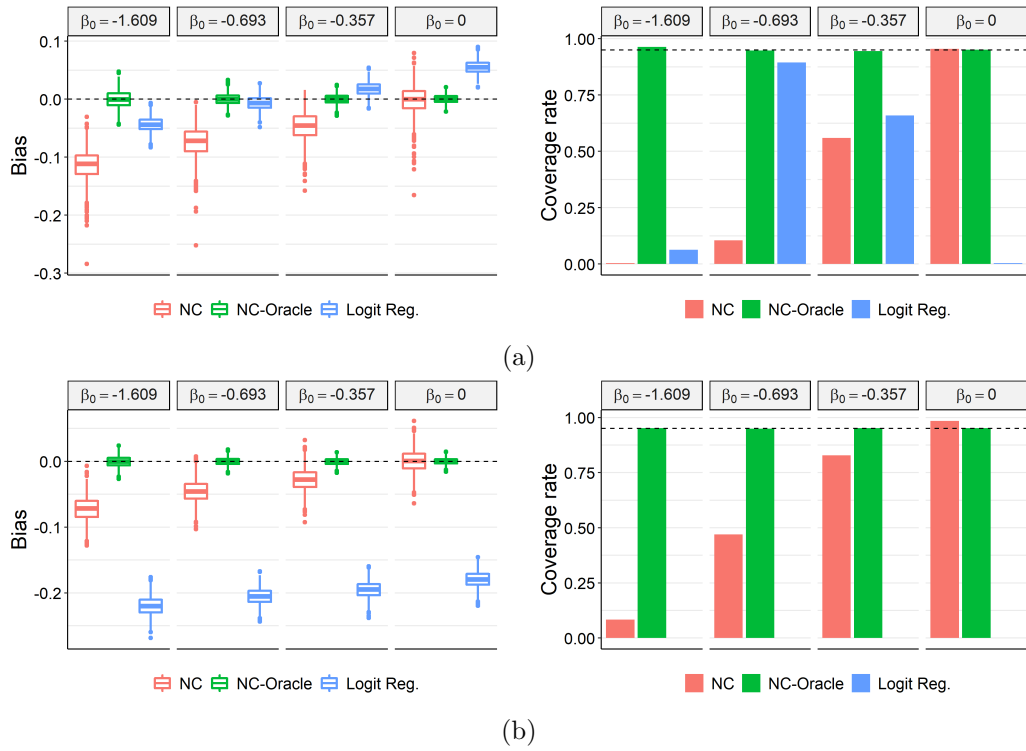 β₀ = -1.609 β₀ = -0.693 β₀ = -0.357 β₀ = 0
0.1
0.0
-0.1
-0.2
-0.3
Bias
NC NC-Oracle Logit Reg.
β₀ = -1.609 β₀ = -0.693 β₀ = -0.357 β₀ = 0
1.00
0.75
0.50
0.25
0.00
Coverage rate
NC NC-Oracle Logit Reg.
(a)
β₀ = -1.609 β₀ = -0.693 β₀ = -0.357 β₀ = 0
0.0
-0.1
-0.2
Bias
NC NC-Oracle Logit Reg.
β₀ = -1.609 β₀ = -0.693 β₀ = -0.357 β₀ = 0
1.00
0.75
0.50
0.25
0.00
Coverage rate
NC NC-Oracle Logit Reg.
(b)